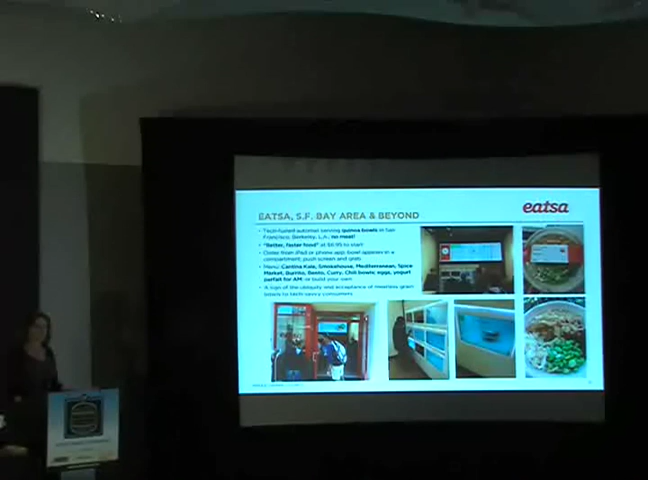 eatsa
EATSA, S.F. BAY AREA & BEYOND
• Tech-fueled automat serving quinoa bowls in San
Francisco, Berkeley, L.A., no meat!
• "Better, faster food" at $6.95 to start
• Order from iPad or phone app, bowl appears in a
compartment, push screen and grab
• Menu: Cantina Kale, Smokehouse, Mediterranean, Spice
Market, Burrito, Bento, Curry, Chili bowls; eggs, yogurt
parfait for AM, or build your own
• A sign of the ubiquity and acceptance of meatless grain
bowls to tech-savvy consumers